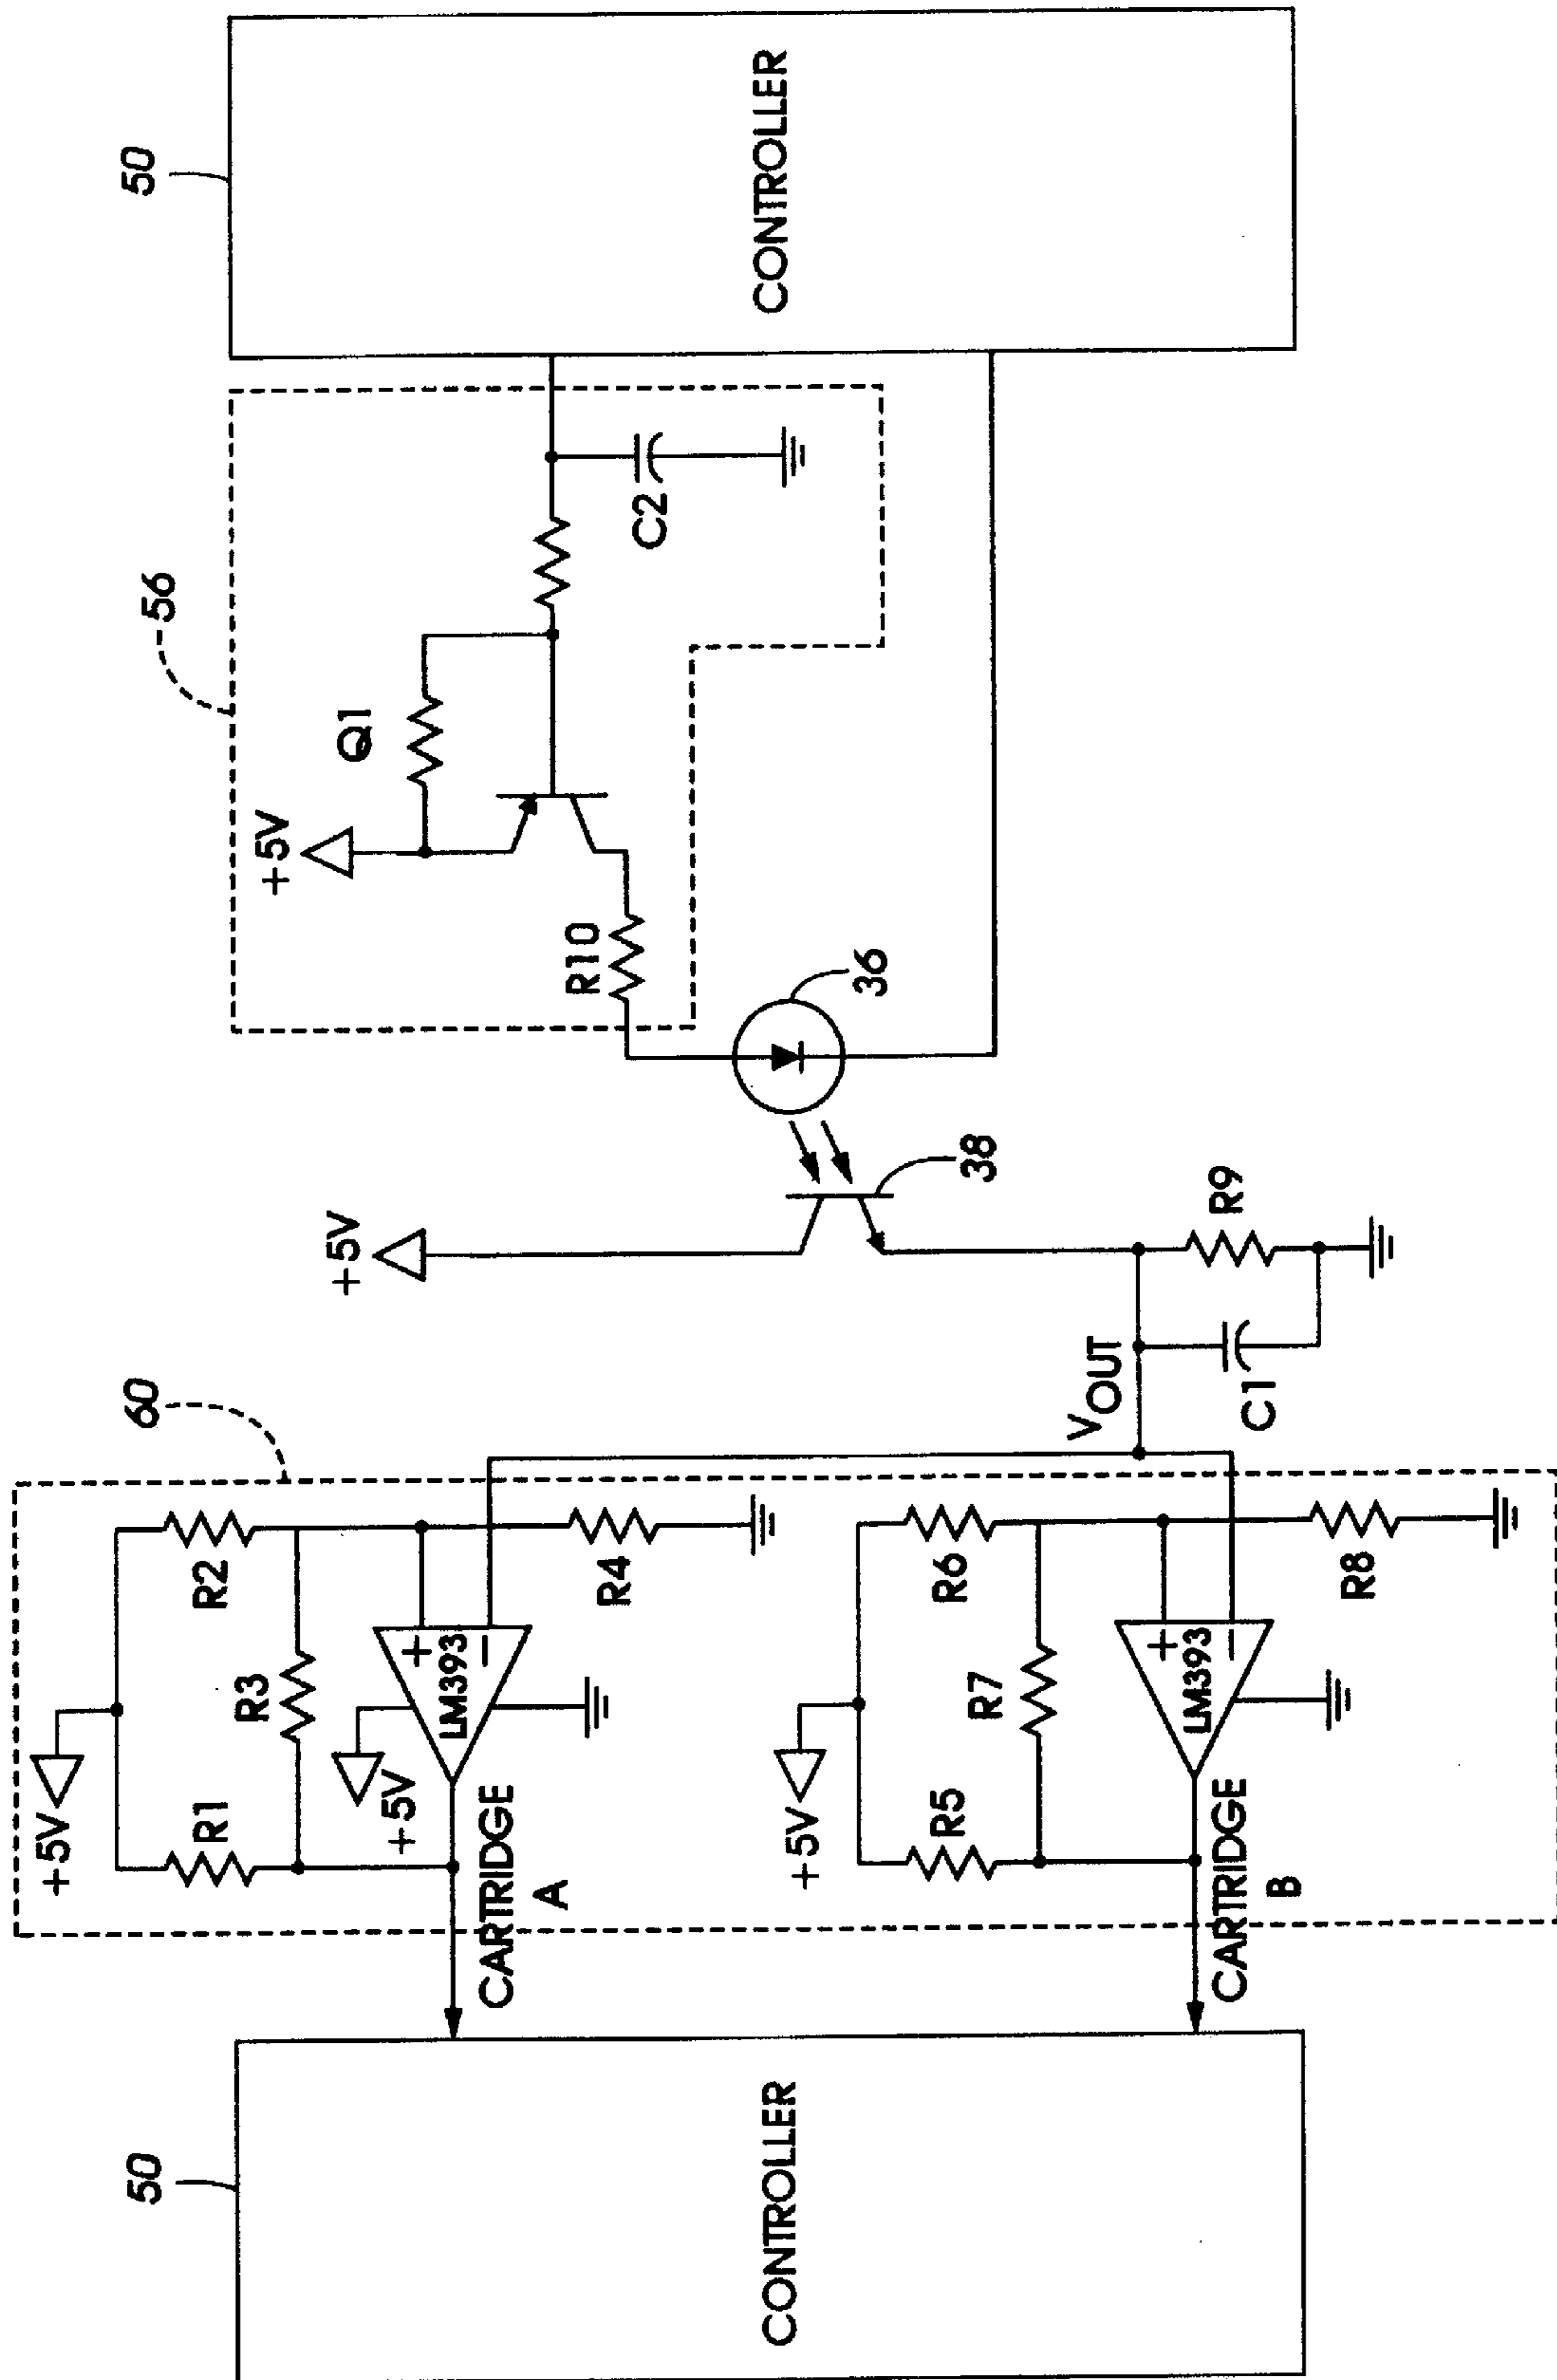 50
CONTROLLER
+5V
R1
R2
R3
+5V
+
LM393
−
R4
CARTRIDGE
A
60
+5V
R5
R6
R7
+
LM393
−
R8
CARTRIDGE
B
VOUT
C1
R9
+5V
38
36
R10
+5V
Q1
56
C2
50
CONTROLLER